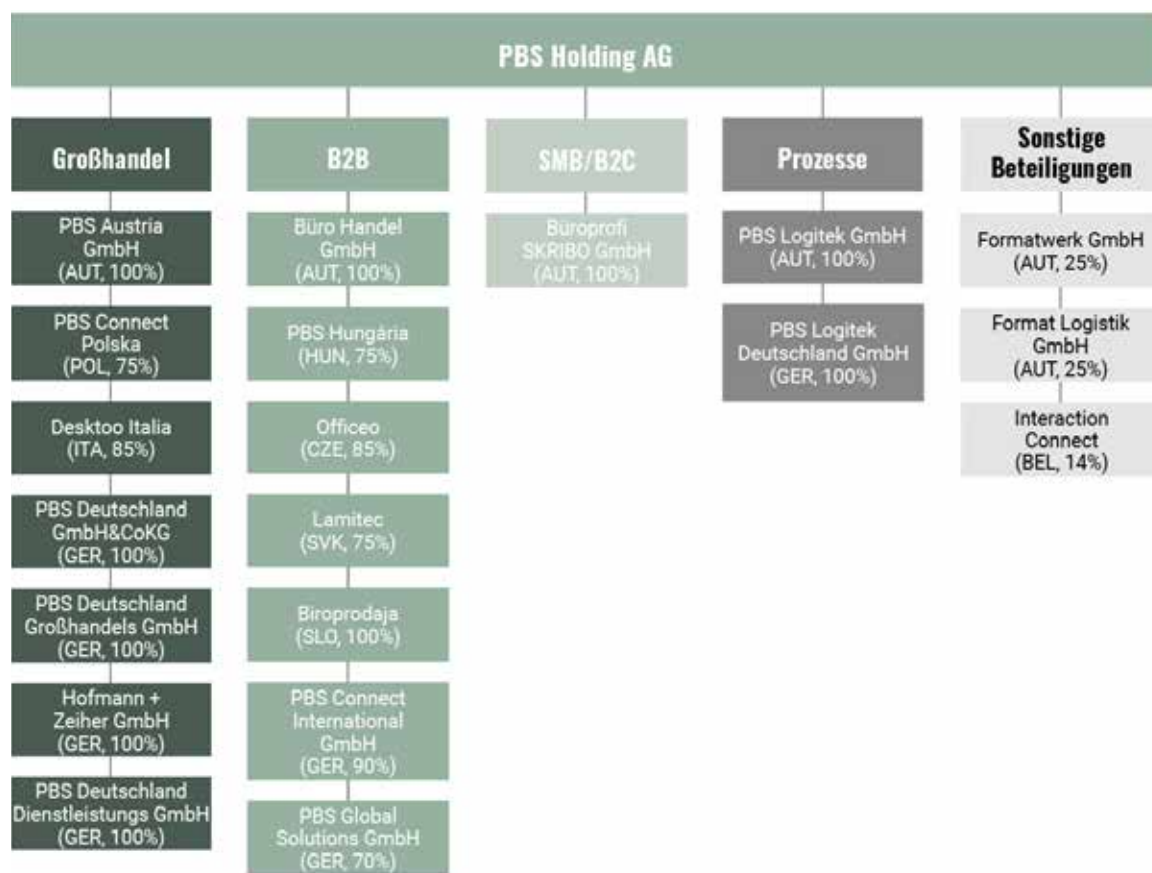 PBS Holding AG
Großhandel
PBS Austria
GmbH
(AUT, 100%)
PBS Connect
Polska
(POL, 75%)
Desktoo Italia
(ITA, 85%)
PBS Deutschland
GmbH&CoKG
(GER, 100%)
PBS Deutschland
Großhandels GmbH
(GER, 100%)
Hofmann +
Zeiher GmbH
(GER, 100%)
PBS Deutschland
Dienstleistungs GmbH
(GER, 100%)
B2B
Büro Handel
GmbH
(AUT, 100%)
PBS Hungária
(HUN, 75%)
Officeo
(CZE, 85%)
Lamitec
(SVK, 75%)
Biroprodaja
(SLO, 100%)
PBS Connect
International
GmbH
(GER, 90%)
PBS Global
Solutions GmbH
(GER, 70%)
SMB/B2C
Büroprofi
SKRIBO GmbH
(AUT, 100%)
Prozesse
PBS Logitek GmbH
(AUT, 100%)
PBS Logitek
Deutschland GmbH
(GER, 100%)
Sonstige
Beteiligungen
Formatwerk GmbH
(AUT, 25%)
Format Logistik
GmbH
(AUT, 25%)
Interaction
Connect
(BEL, 14%)